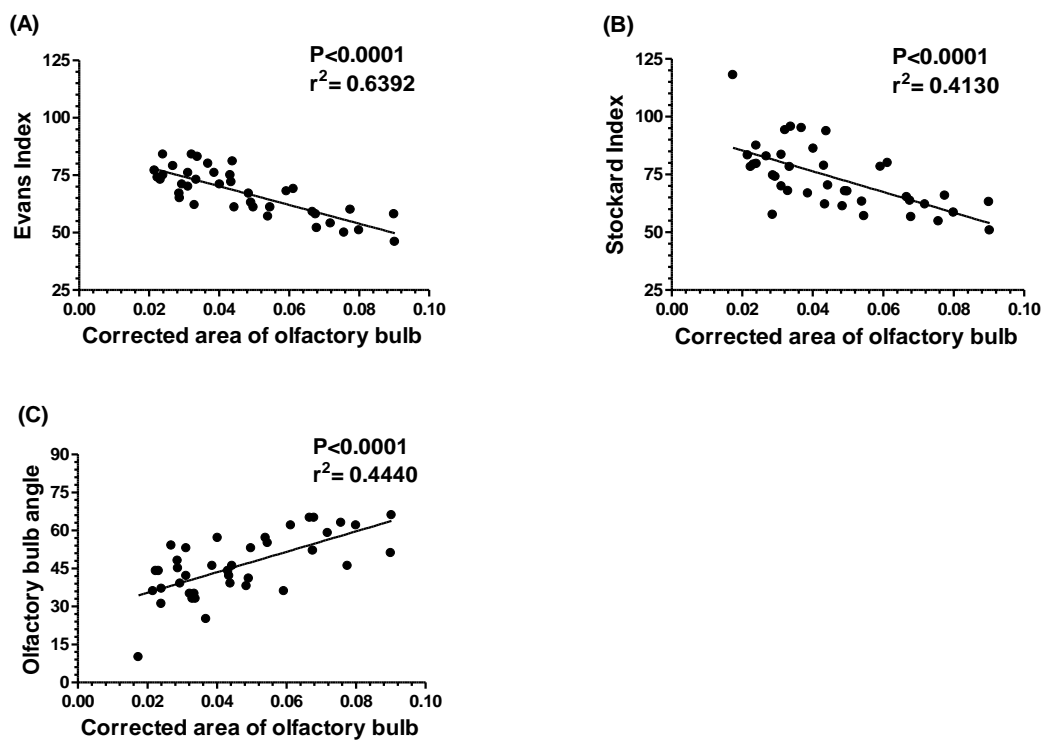 (A)
P<0.0001
r²= 0.6392
Evans Index
125
100
75
50
25
0.00 0.02 0.04 0.06 0.08 0.10
Corrected area of olfactory bulb
(B)
P<0.0001
r²= 0.4130
Stockard Index
125
100
75
50
25
0.00 0.02 0.04 0.06 0.08 0.10
Corrected area of olfactory bulb
(C)
P<0.0001
r²= 0.4440
Olfactory bulb angle
90
75
60
45
30
15
0
0.00 0.02 0.04 0.06 0.08 0.10
Corrected area of olfactory bulb